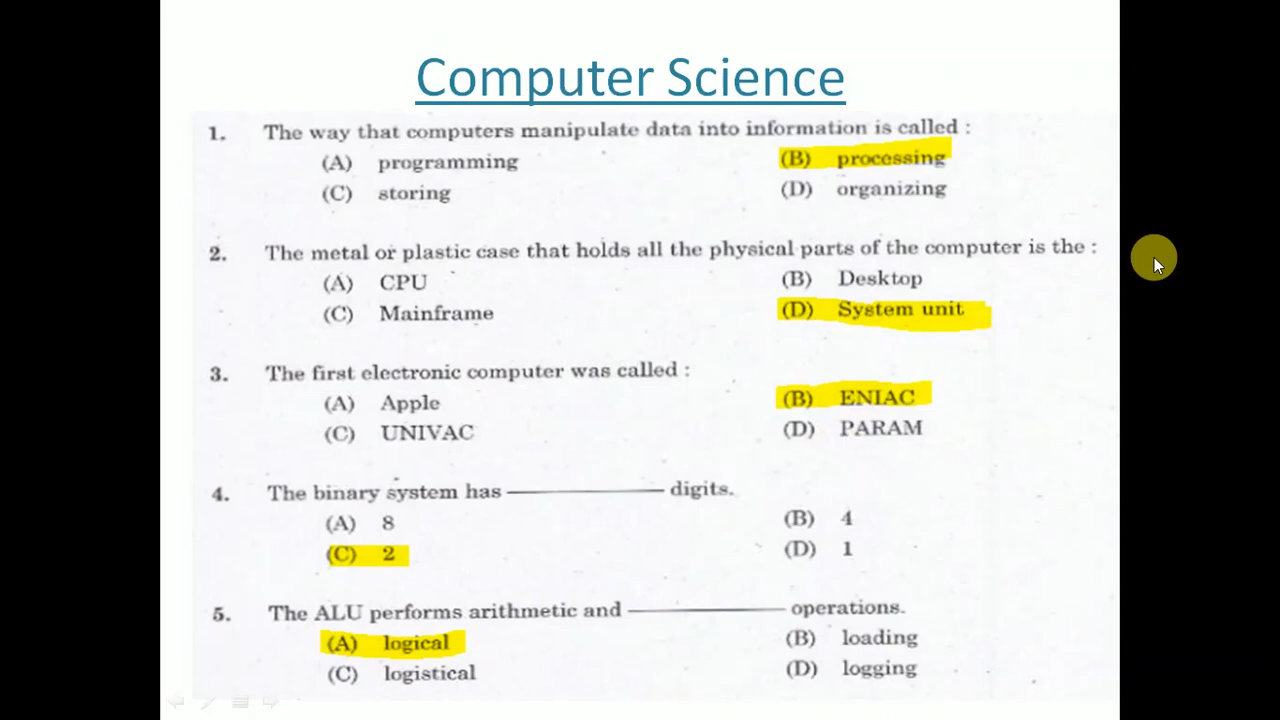 Computer Science
1. The way that computers manipulate data into information is called :
(A) programming (B) processing
(C) storing (D) organizing
2. The metal or plastic case that holds all the physical parts of the computer is the :
(A) CPU (B) Desktop
(C) Mainframe (D) System unit
3. The first electronic computer was called :
(A) Apple (B) ENIAC
(C) UNIVAC (D) PARAM
4. The binary system has ———— digits.
(A) 8 (B) 4
(C) 2 (D) 1
5. The ALU performs arithmetic and ———— operations.
(A) logical (B) loading
(C) logistical (D) logging